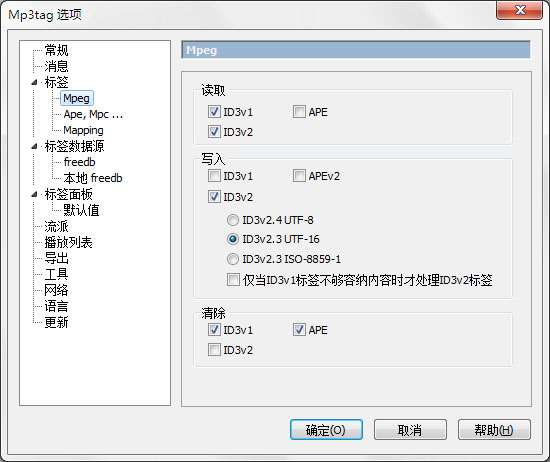 Mp3tag 选项
常规
消息
标签
Mpeg
Ape, Mpc ...
Mapping
标签数据源
freedb
本地 freedb
标签面板
默认值
流派
播放列表
导出
工具
网络
语言
更新
Mpeg
读取
ID3v1 APE
ID3v2
写入
ID3v1 APEv2
ID3v2
ID3v2.4 UTF-8
ID3v2.3 UTF-16
ID3v2.3 ISO-8859-1
仅当ID3v1标签不够容纳内容时才处理ID3v2标签
清除
ID3v1 APE
ID3v2
确定(O) 取消 帮助(H)